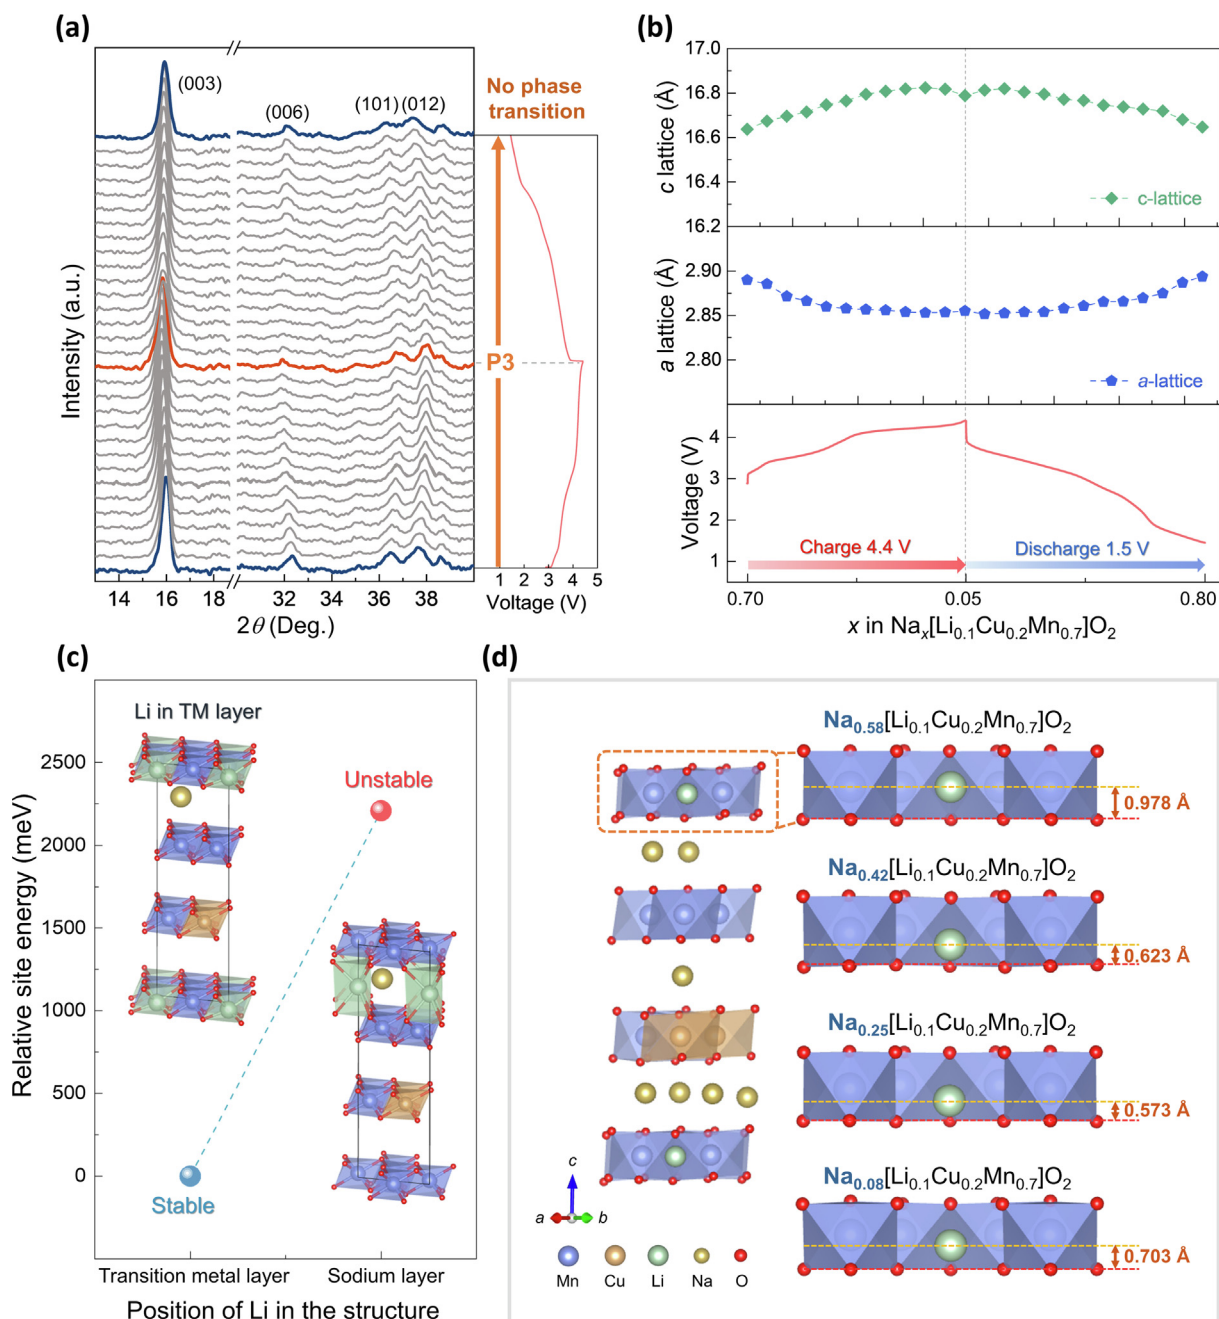 (a)
(003)
(006)
(101)
(012)
No phase
transition
P3
Intensity (a.u.)
14
16
18
32
34
36
38
2θ (Deg.)
1
2
3
4
5
Voltage (V)
(b)
17.0
16.8
16.6
16.4
16.2
c lattice (Å)
c-lattice
2.90
2.85
2.80
a lattice (Å)
a-lattice
4
3
2
1
Voltage (V)
Charge 4.4 V
Discharge 1.5 V
0.70
0.05
0.80
x in Naₓ[Li₀.₁Cu₀.₂Mn₀.₇]O₂
(c)
Li in TM layer
Unstable
Stable
2500
2000
1500
1000
500
0
Relative site energy (meV)
Transition metal layer
Sodium layer
Position of Li in the structure
(d)
Na₀.₅₈[Li₀.₁Cu₀.₂Mn₀.₇]O₂
0.978 Å
Na₀.₄₂[Li₀.₁Cu₀.₂Mn₀.₇]O₂
0.623 Å
Na₀.₂₅[Li₀.₁Cu₀.₂Mn₀.₇]O₂
0.573 Å
Na₀.₀₈[Li₀.₁Cu₀.₂Mn₀.₇]O₂
0.703 Å
c
a
b
Mn
Cu
Li
Na
O